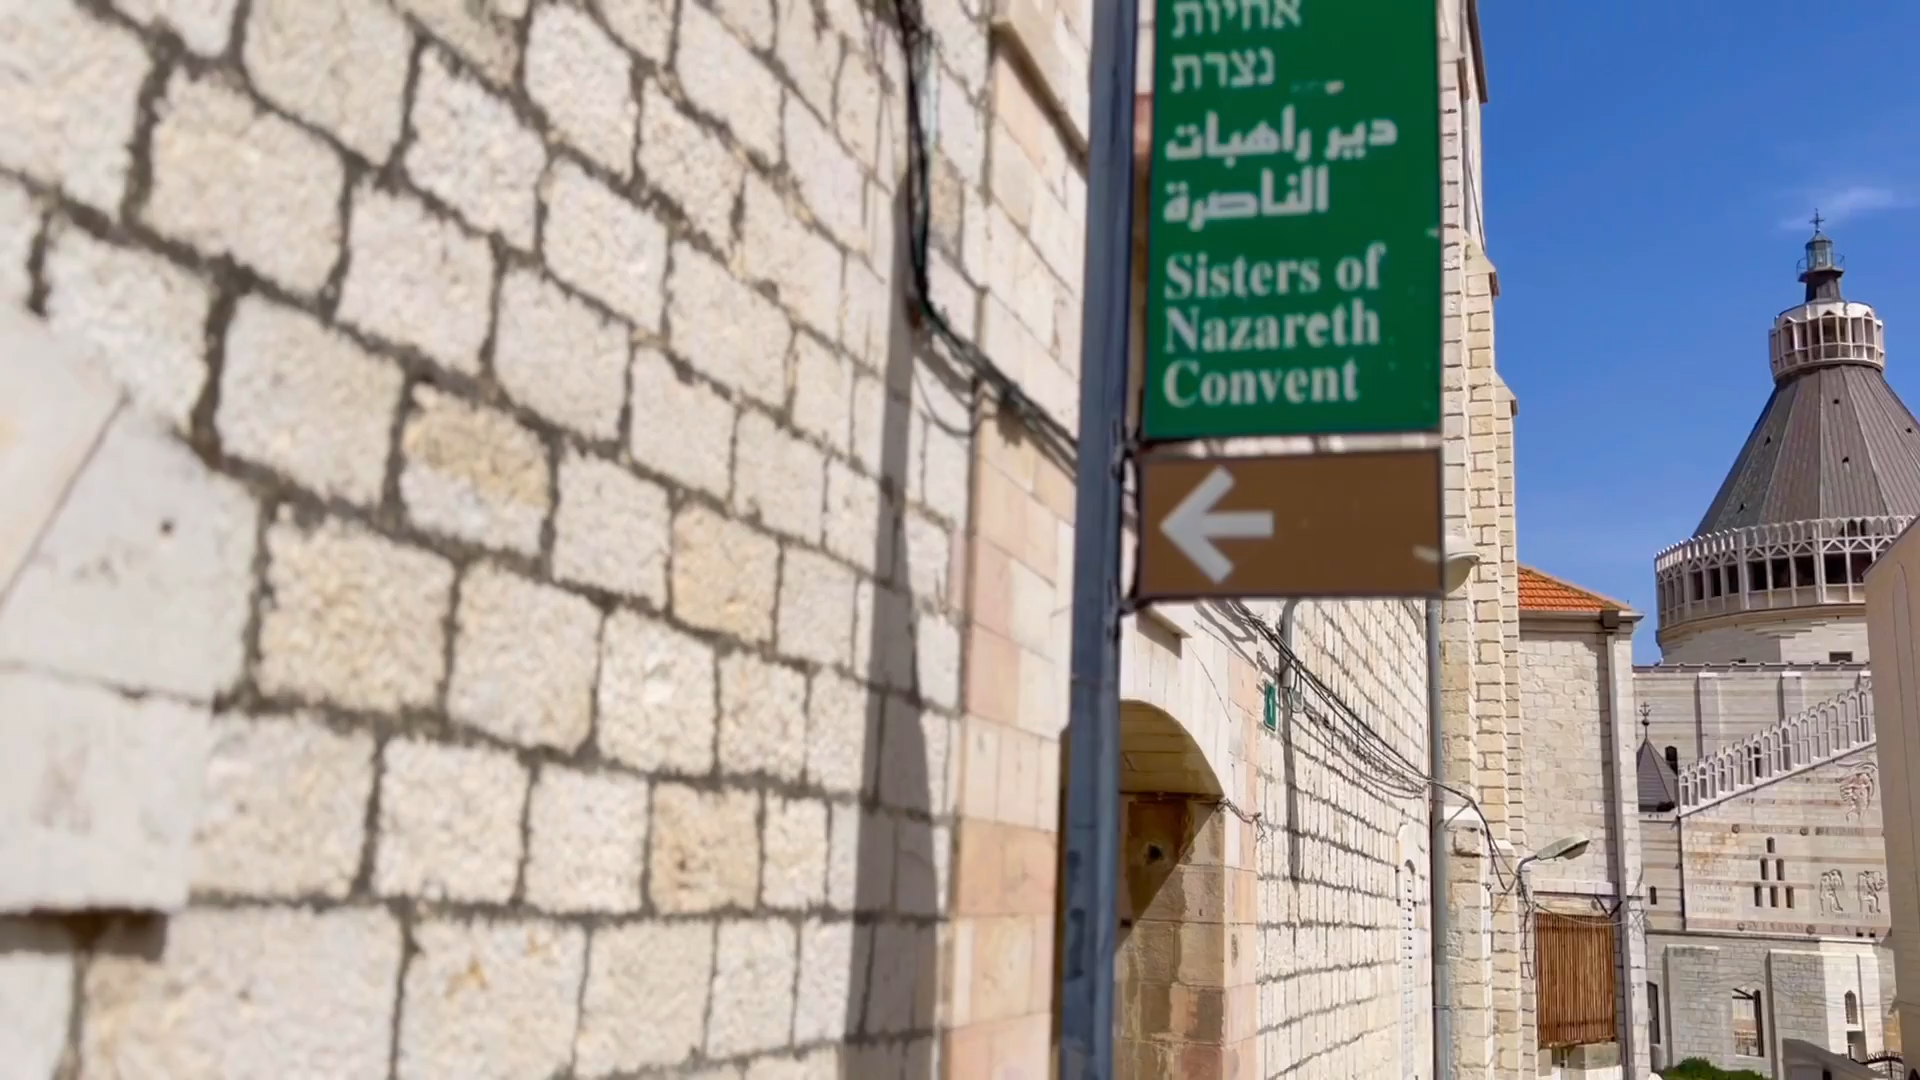 אחיות
נצרת
دير راهبات
الناصرة
Sisters of
Nazareth
Convent